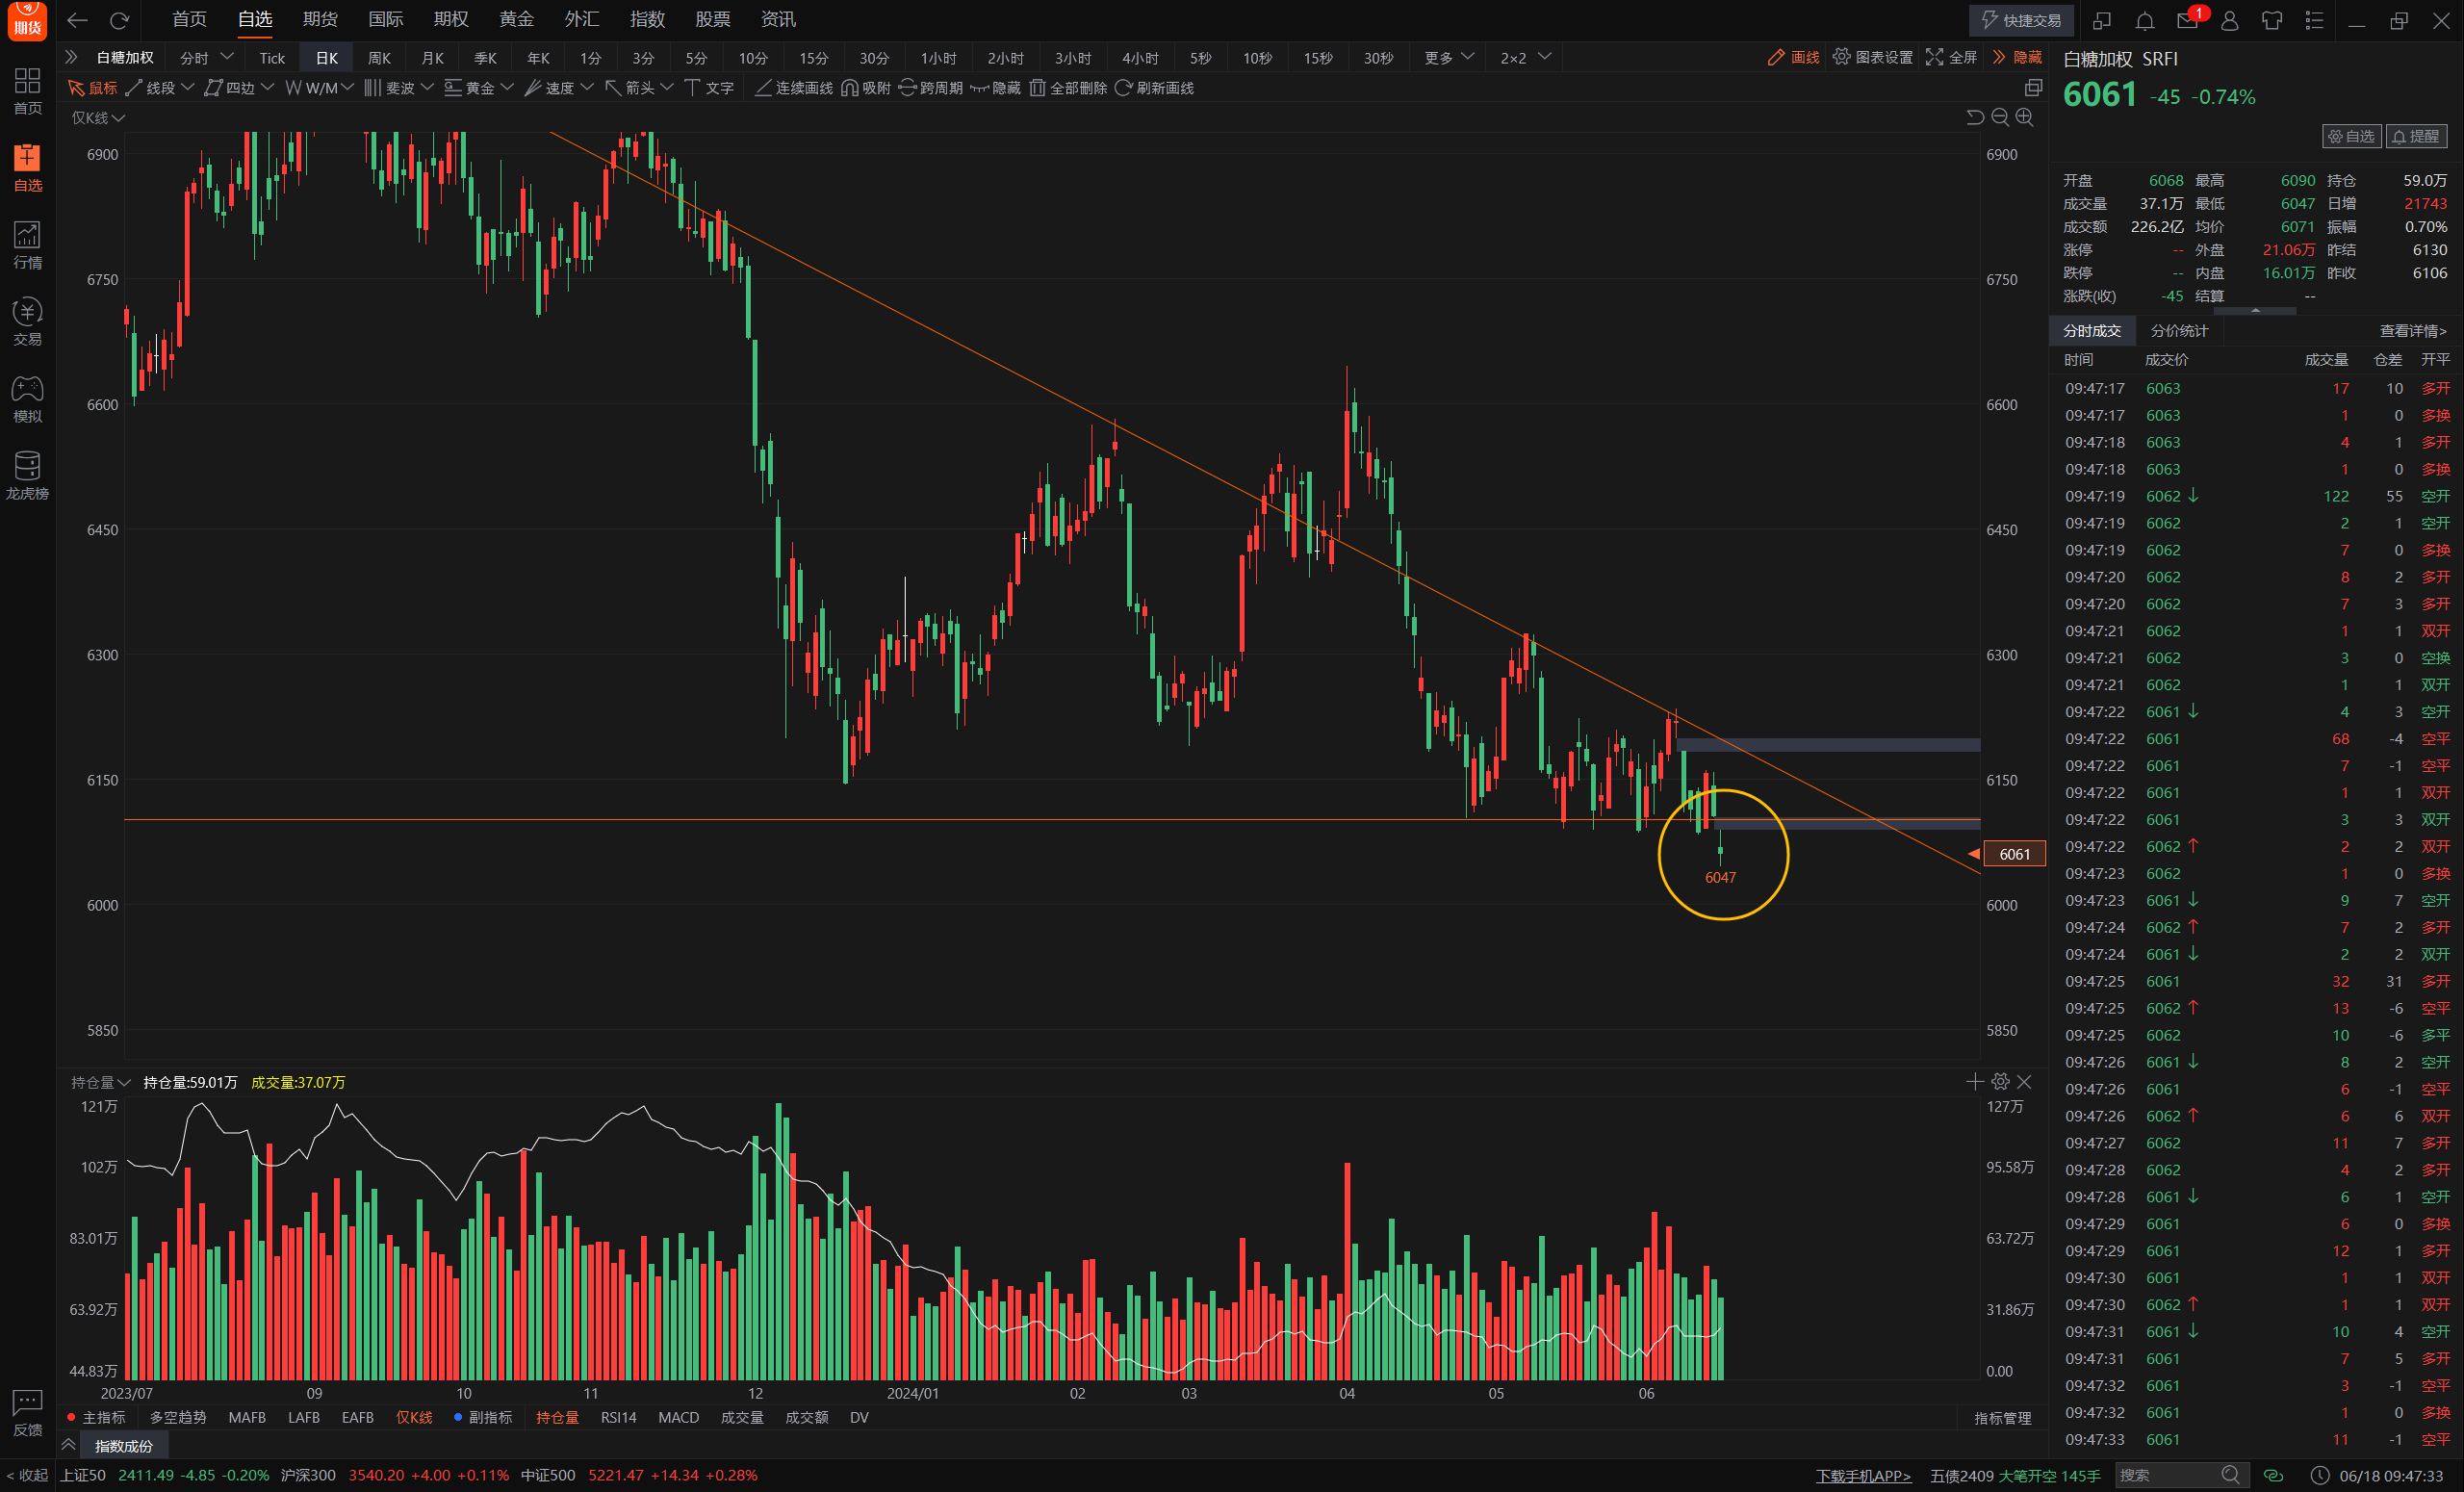 期货
首页 自选 期货 国际 期权 黄金 外汇 指数 股票 资讯
快捷交易 1
首页
自选
行情
交易
模拟
龙虎榜
反馈
< 收起
白糖加权 分时 Tick 日K 周K 月K 季K 年K 1分 3分 5分 10分 15分 30分 1小时 2小时 3小时 4小时 5秒 10秒 15秒 30秒 更多 2×2 画线 图表设置 全屏 隐藏
鼠标 线段 四边 W/M 斐波 黄金 速度 箭头 文字 连续画线 吸附 跨周期 隐藏 全部删除 刷新画线
仅K线
6900 6900
6750 6750
6600 6600
6450 6450
6300 6300
6150 6150
6061
6047
6000 6000
5850 5850
持仓量 持仓量:59.01万 成交量:37.07万
121万 127万
102万 95.58万
83.01万 63.72万
63.92万 31.86万
44.83万 0.00
2023/07 09 10 11 12 2024/01 02 03 04 05 06
主指标 多空趋势 MAFB LAFB EAFB 仅K线 副指标 持仓量 RSI14 MACD 成交量 成交额 DV 指标管理
指数成份
白糖加权 SRFI
6061 -45 -0.74%
自选 提醒
开盘 6068 最高 6090 持仓 59.0万
成交量 37.1万 最低 6047 日增 21743
成交额 226.2亿 均价 6071 振幅 0.70%
涨停 -- 外盘 21.06万 昨结 6130
跌停 -- 内盘 16.01万 昨收 6106
涨跌(收) -45 结算 --
分时成交 分价统计 查看详情>
时间 成交价 成交量 仓差 开平
09:47:17 6063 17 10 多开
09:47:17 6063 1 0 多换
09:47:18 6063 4 1 多开
09:47:18 6063 1 0 多换
09:47:19 6062 ↓ 122 55 空开
09:47:19 6062 2 1 空开
09:47:19 6062 7 0 多换
09:47:20 6062 8 2 多开
09:47:20 6062 7 3 多开
09:47:21 6062 1 1 双开
09:47:21 6062 3 0 空换
09:47:21 6062 1 1 双开
09:47:22 6061 ↓ 4 3 空开
09:47:22 6061 68 -4 空平
09:47:22 6061 7 -1 空平
09:47:22 6061 1 1 双开
09:47:22 6061 3 3 双开
09:47:22 6062 ↑ 2 2 双开
09:47:23 6062 1 0 多换
09:47:23 6061 ↓ 9 7 空开
09:47:24 6062 ↑ 7 2 多开
09:47:24 6061 ↓ 2 2 双开
09:47:25 6061 32 31 多开
09:47:25 6062 ↑ 13 -6 空平
09:47:25 6062 10 -6 多平
09:47:26 6061 ↓ 8 2 空开
09:47:26 6061 6 -1 空平
09:47:26 6062 ↑ 6 6 双开
09:47:27 6062 11 7 多开
09:47:28 6062 4 2 多开
09:47:28 6061 ↓ 6 1 空开
09:47:29 6061 6 0 多换
09:47:29 6061 12 1 多开
09:47:30 6061 1 1 双开
09:47:30 6062 ↑ 1 1 双开
09:47:31 6061 ↓ 10 4 空开
09:47:31 6061 7 5 多开
09:47:32 6061 3 -1 空平
09:47:32 6061 1 0 多换
09:47:33 6061 11 -1 空平
上证50 2411.49 -4.85 -0.20% 沪深300 3540.20 +4.00 +0.11% 中证500 5221.47 +14.34 +0.28% 下载手机APP> 五债2409 大笔开空 145手 搜索 06/18 09:47:33